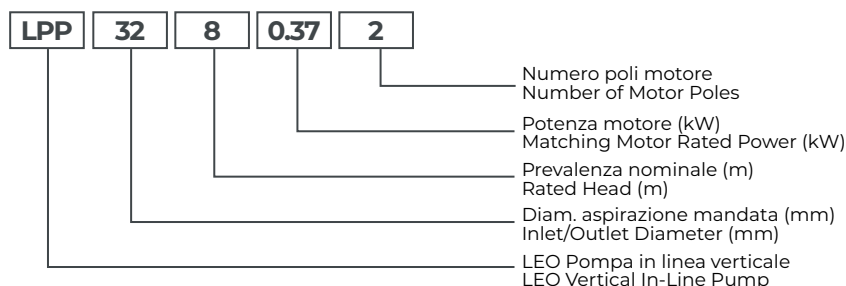 LPP 32 8 0.37 2
Numero poli motore
Number of Motor Poles
Potenza motore (kW)
Matching Motor Rated Power (kW)
Prevalenza nominale (m)
Rated Head (m)
Diam. aspirazione mandata (mm)
Inlet/Outlet Diameter (mm)
LEO Pompa in linea verticale
LEO Vertical In-Line Pump